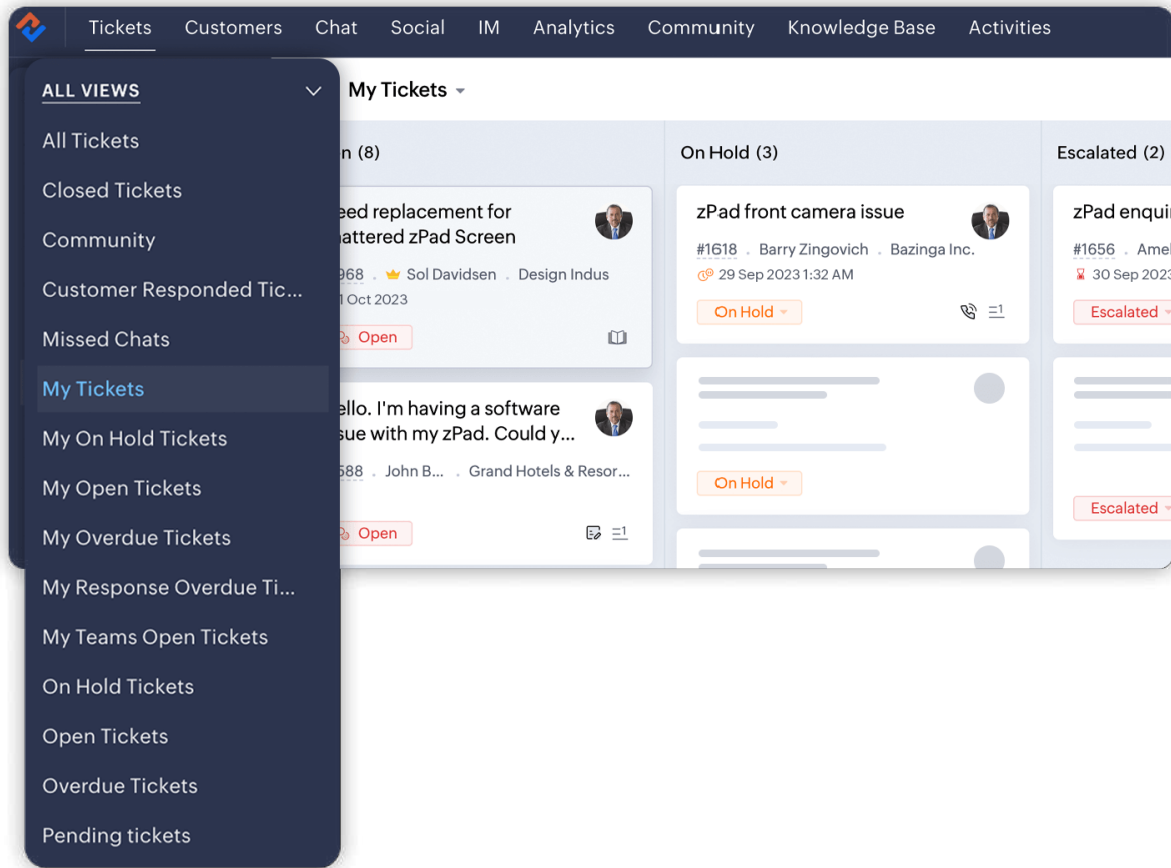 Tickets Customers Chat Social IM Analytics Community Knowledge Base Activities
ALL VIEWS
All Tickets
Closed Tickets
Community
Customer Responded Tic...
Missed Chats
My Tickets
My On Hold Tickets
My Open Tickets
My Overdue Tickets
My Response Overdue Ti...
My Teams Open Tickets
On Hold Tickets
Open Tickets
Overdue Tickets
Pending tickets
My Tickets
n (8)
eed replacement for
attered zPad Screen
968 . Sol Davidsen . Design Indus
1 Oct 2023
Open
ello. I'm having a software
sue with my zPad. Could y...
588 . John B... . Grand Hotels & Resor...
Open
1
On Hold (3)
zPad front camera issue
#1618 . Barry Zingovich . Bazinga Inc.
29 Sep 2023 1:32 AM
On Hold
1
On Hold
Escalated (2)
zPad enqui
#1656 . Amel
30 Sep 2023
Escalated
Escalated